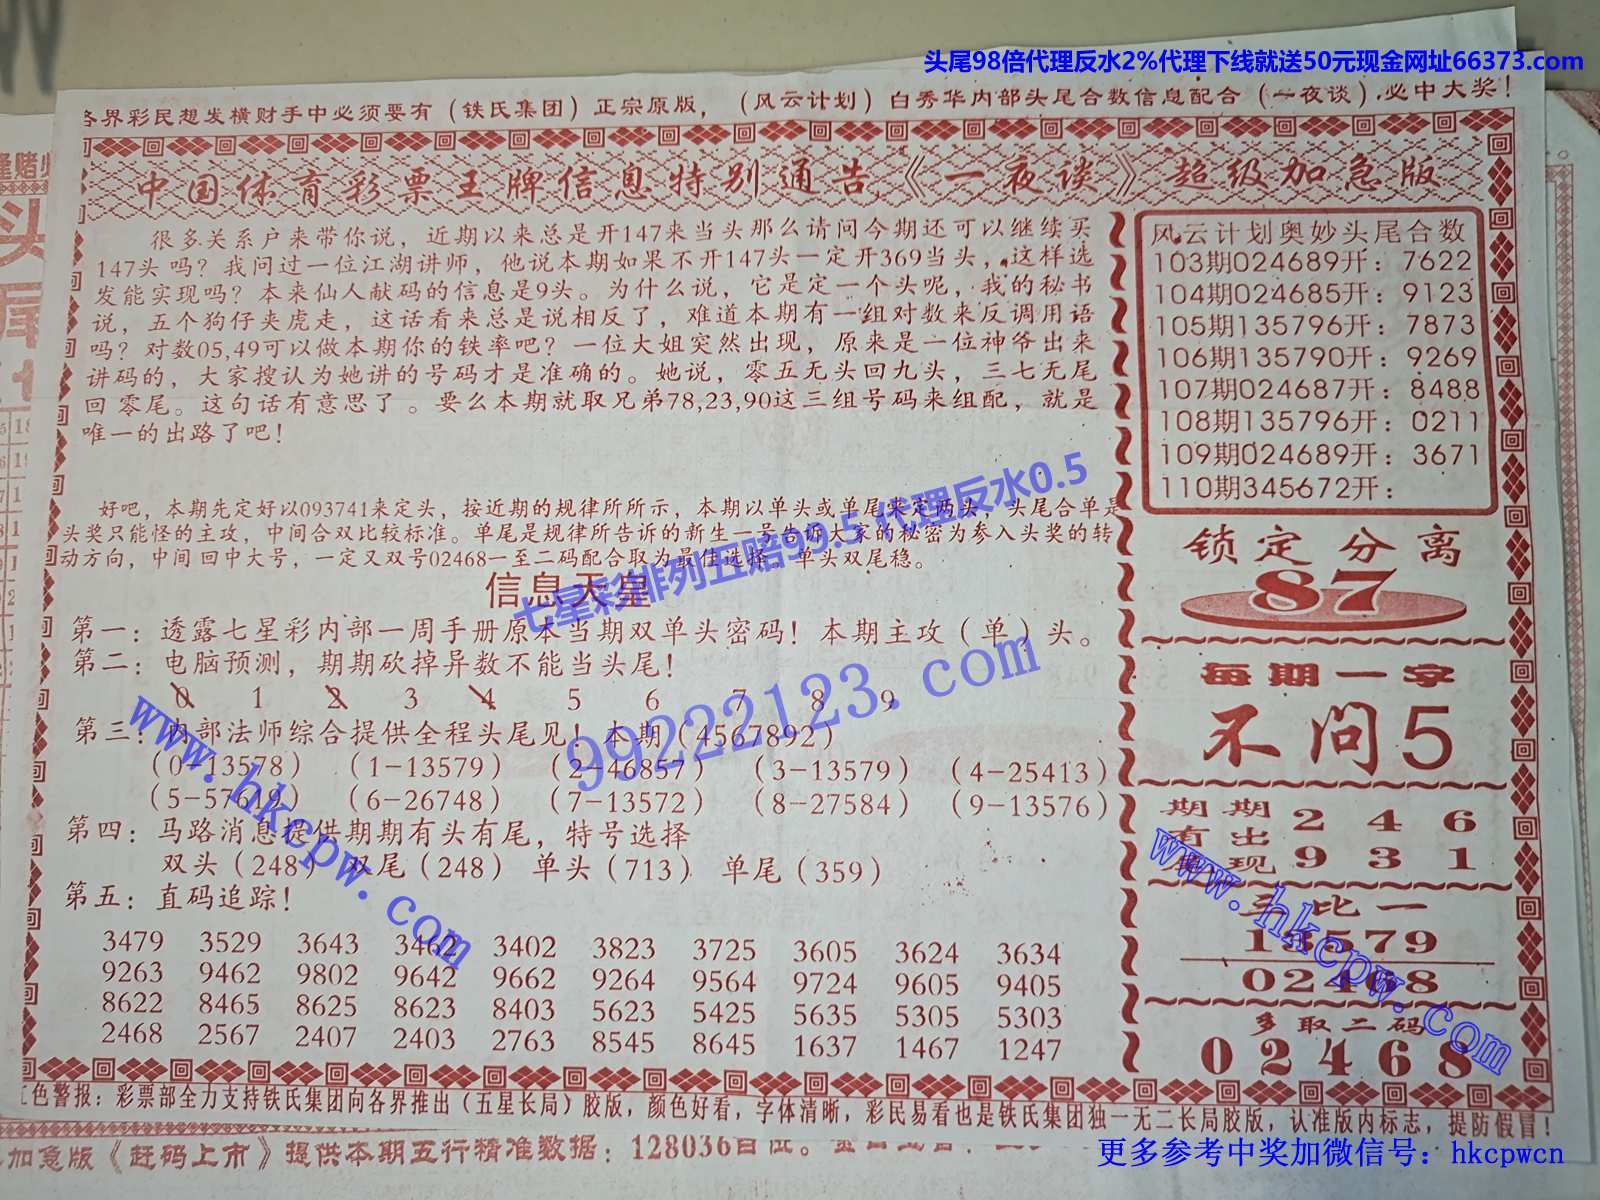 头尾98倍代理反水2%代理下线就送50元现金网址66373.com
各界彩民想发横财手中必须要有（铁氏集团）正宗原版，（风云计划）白秀华内部头尾合数信息配合（一夜谈）.必中大奖！
中国体育彩票王牌信息特别通告《一夜谈》超级加急版
很多关系户来带你说，近期以来总是开147来当头那么请问今期还可以继续买
147头吗？我问过一位江湖讲师，他说本期如果不开147头一定开369当头，这样选
发能实现吗？本来仙人献码的信息是9头。为什么说，它是定一个头呢，我的秘书
说，五个狗仔夹虎走，这话看来总是说相反了，难道本期有一组对数来反调用语
吗？对数05,49可以做本期你的铁率吧？一位大姐突然出现，原来是一位神爷出来
讲码的，大家搜认为她讲的号码才是准确的。她说，零五无头回九头，三七无尾
回零尾。这句话有意思了。要么本期就取兄弟78,23,90这三组号码来组配，就是
唯一的出路了吧！
好吧，本期先定好以093741来定头，按近期的规律所所示，本期以单头或单尾来定两头，头尾合单是
头奖只能怪的主攻，中间合双比较标准。单尾是规律所告诉的新生一号告诉大家的秘密为参入头奖的转
动方向，中间回中大号，一定又双号02468一至二码配合取为最佳选择，单头双尾稳。
七星彩排列五赔99.5 代理反水0.5
信息天皇
第一：透露七星彩内部一周手册原本当期双单头密码！本期主攻（单）头。
第二：电脑预测，期期砍掉异数不能当头尾！
0 1 2 3 4 5 6 7 8 9
第三：内部法师综合提供全程头尾见！本期（4567892）
（0-13578）（1-13579）（2-46857）（3-13579）（4-25413）
（5-57619）（6-26748）（7-13572）（8-27584）（9-13576）
第四：马路消息提供期期有头有尾，特号选择
双头（248）双尾（248）单头（713）单尾（359）
第五：直码追踪！
3479 3529 3643 3462 3402 3823 3725 3605 3624 3634
9263 9462 9802 9642 9662 9264 9564 9724 9605 9405
8622 8465 8625 8623 8403 5623 5425 5635 5305 5303
2468 2567 2407 2403 2763 8545 8645 1637 1467 1247
99222123.com
www.hkcpw.com
风云计划奥妙头尾合数
103期024689开：7622
104期024685开：9123
105期135796开：7873
106期135790开：9269
107期024687开：8488
108期135796开：0211
109期024689开：3671
110期345672开：
锁定分离
87
每期一字
不问5
期期 2 4 6
有出
现 9 3 1
三比一
13579
02468
多取二码
02468
www.hkcpw.com
红色警报：彩票部全力支持铁氏集团向各界推出（五星长局）胶版，颜色好看，字体清晰，彩民易看也是铁氏集团独一无二长局胶版，认准版内标志，提防假冒！
加急版《赶码上市》提供本期五行精准数据：128036百位。
更多参考中奖加微信号：hkcpwcn